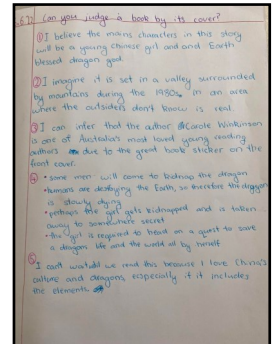 Can you judge a book by its cover?
① I believe the mains characters in this story
will be a young chinese girl and and Earth
blessed dragon god.
② I imagine it is set in a valley surrounded
by mantans during the 1930s, in an area
where the outsiders don't know is real.
③ I can infer that the author Carole Wilkinson
is one of Australia's most loved young reading
authors due to the great book sticker on the
front cover.
④ • some men will come to kidnap the dragon
• humans are destroying the Earth, so therefore the dragon
is slowly dying
• perhaps the girl gets kidnapped and is taken
away to somewhere secret
• the girl is required to head on a quest to save
a dragons life and the world all by herself
⑤ I can't wait till we read this because I love China's
culture and dragons, especially if it includes
the elements.